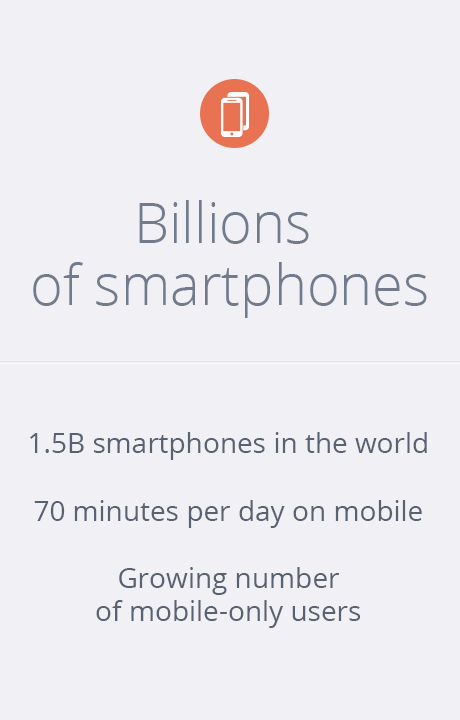 Billions
of smartphones
1.5B smartphones in the world
70 minutes per day on mobile
Growing number
of mobile-only users